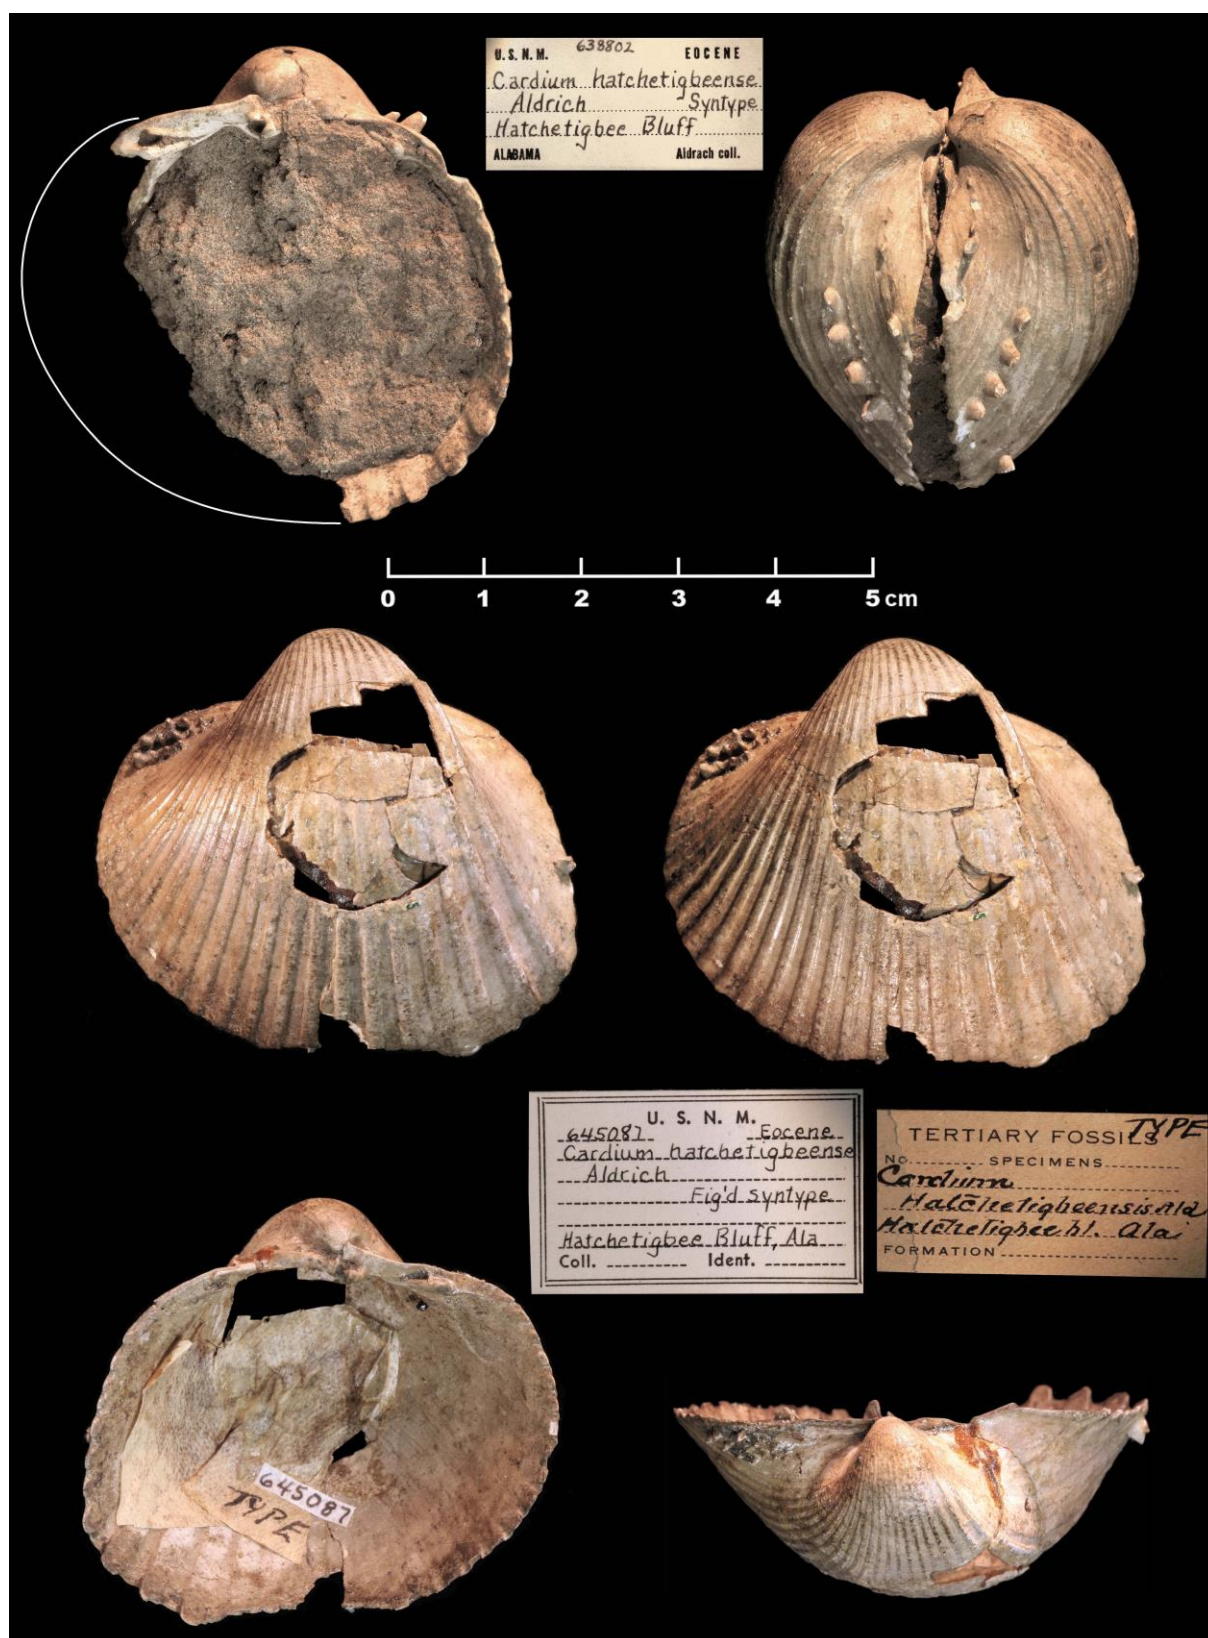 U.S.N.M. 638802 EOCENE
Cardium hatchetigbeense
Aldrich Syntype
Hatchetigbee Bluff
ALABAMA Aldrach coll.
0 1 2 3 4 5 cm
U. S. N. M.
645087 Eocene
Cardium hatchetigbeense
Aldrich
Fig'd syntype
Hatchetigbee Bluff, Ala
Coll. Ident.
TYPE
TERTIARY FOSSILS
No. SPECIMENS
Cardium
Hatchetigbeensis Ald
Hatchetigbee bl. Ala
FORMATION
645087
TYPE